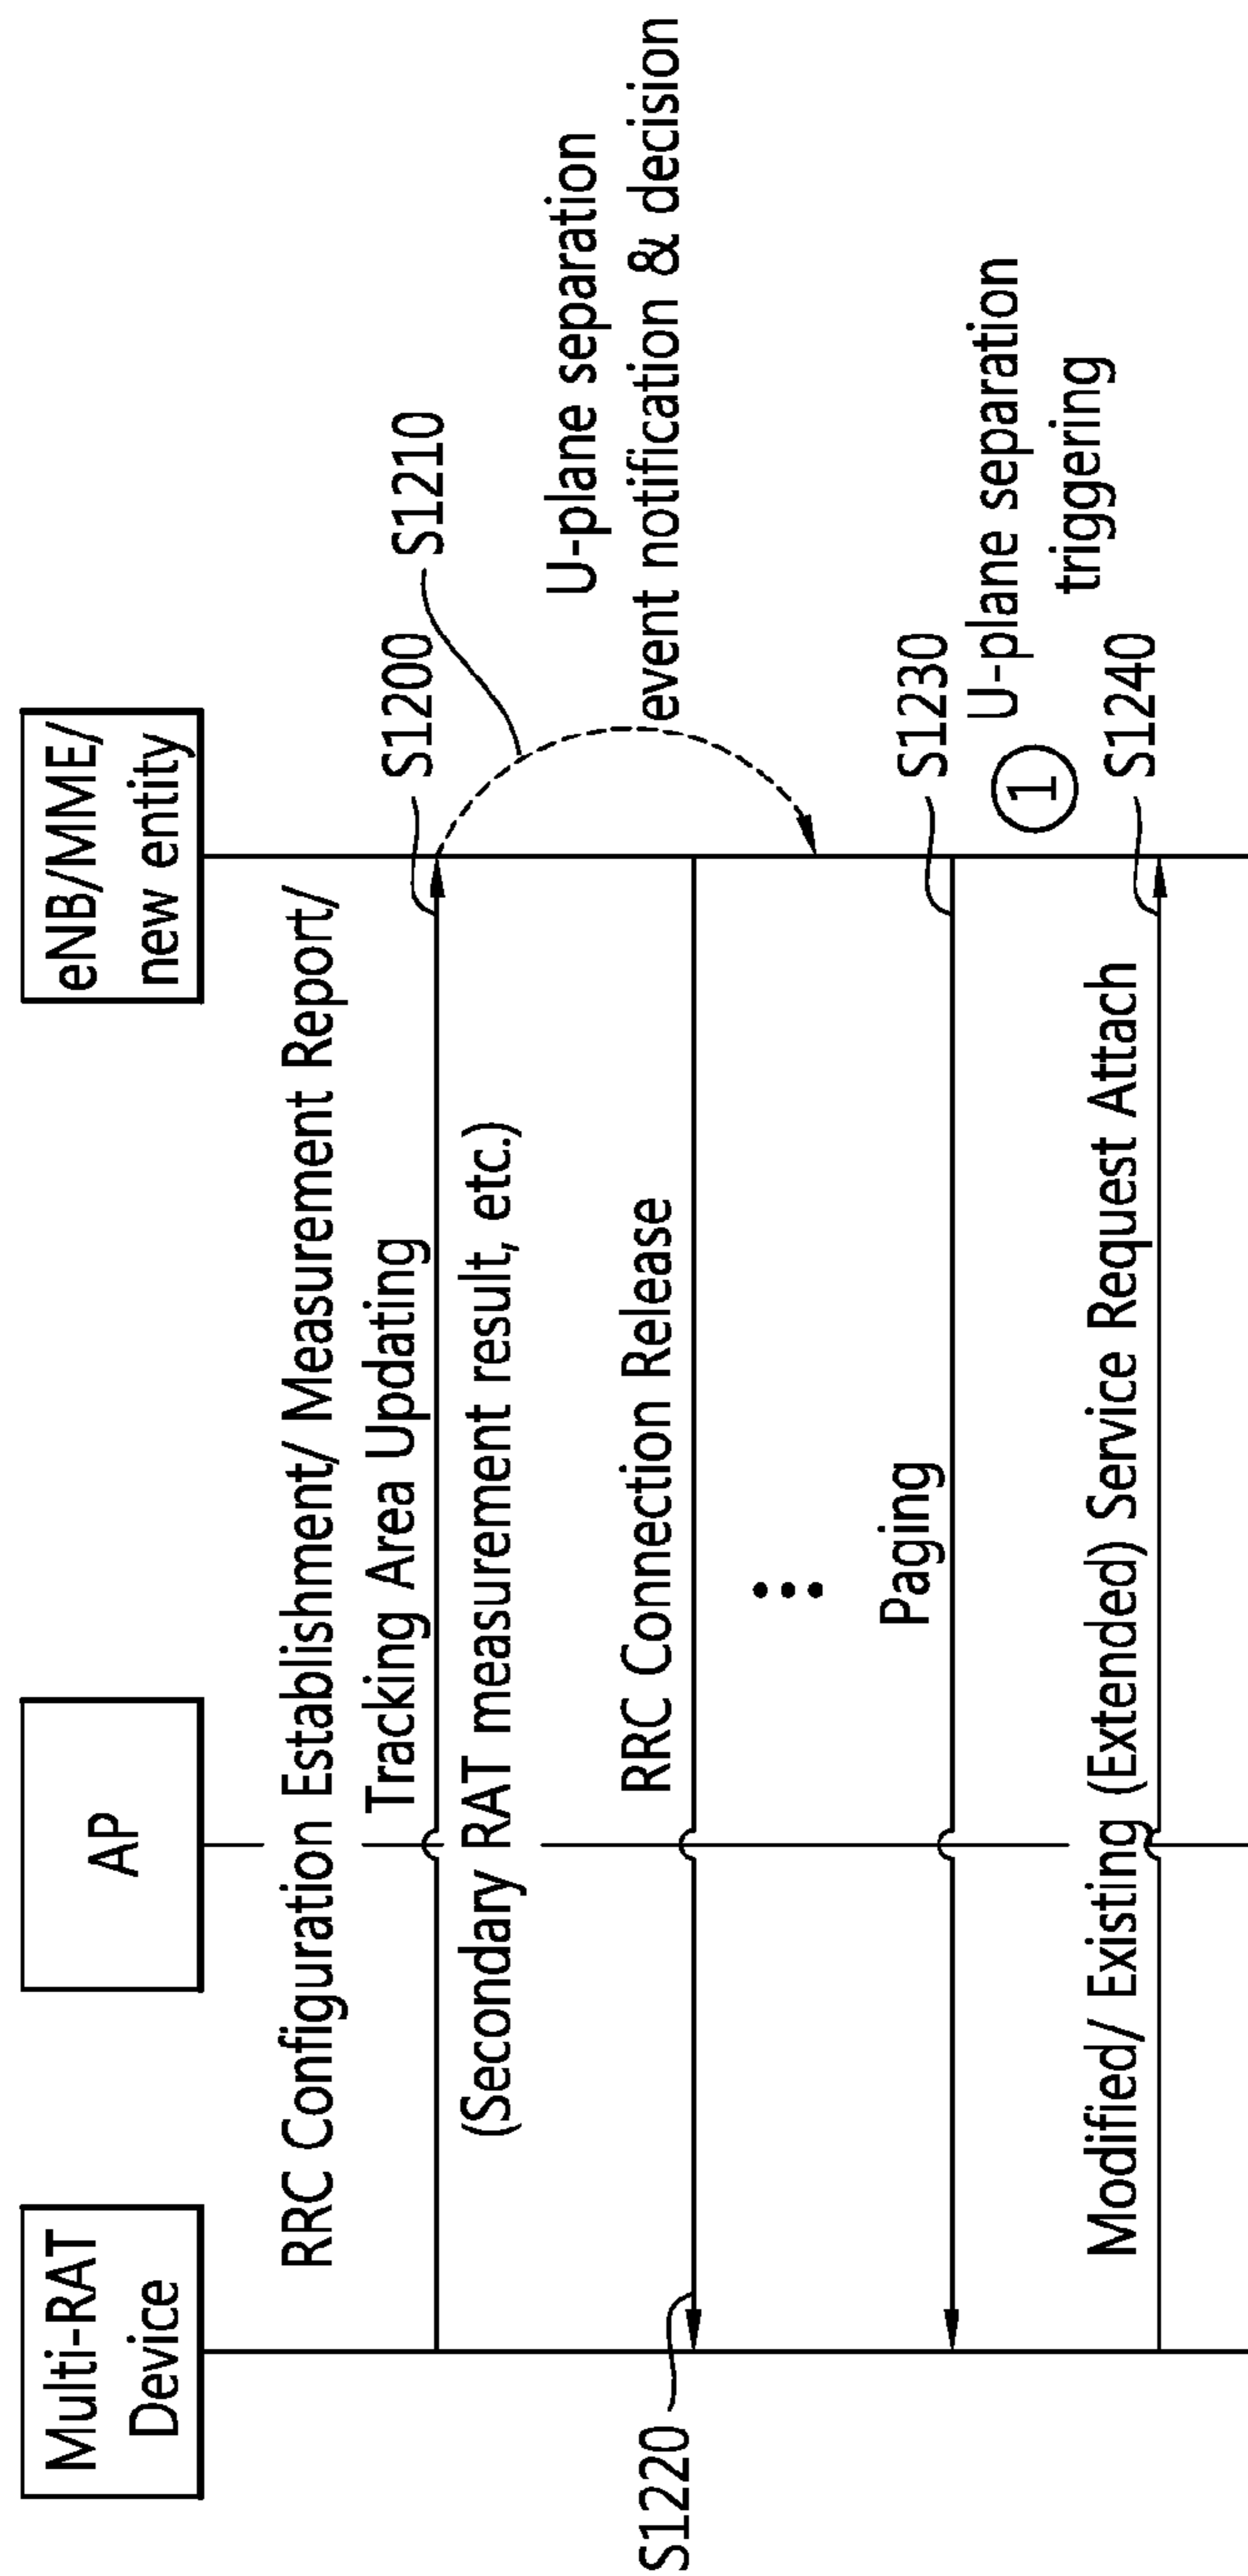 Multi-RAT
Device
AP
eNB/MME/
new entity
RRC Configuration Establishment/ Measurement Report/
Tracking Area Updating
S1200
(Secondary RAT measurement result, etc.)
S1210
U-plane separation
event notification & decision
S1220
RRC Connection Release
Paging
S1230
1
U-plane separation
triggering
Modified/ Existing (Extended) Service Request Attach
S1240